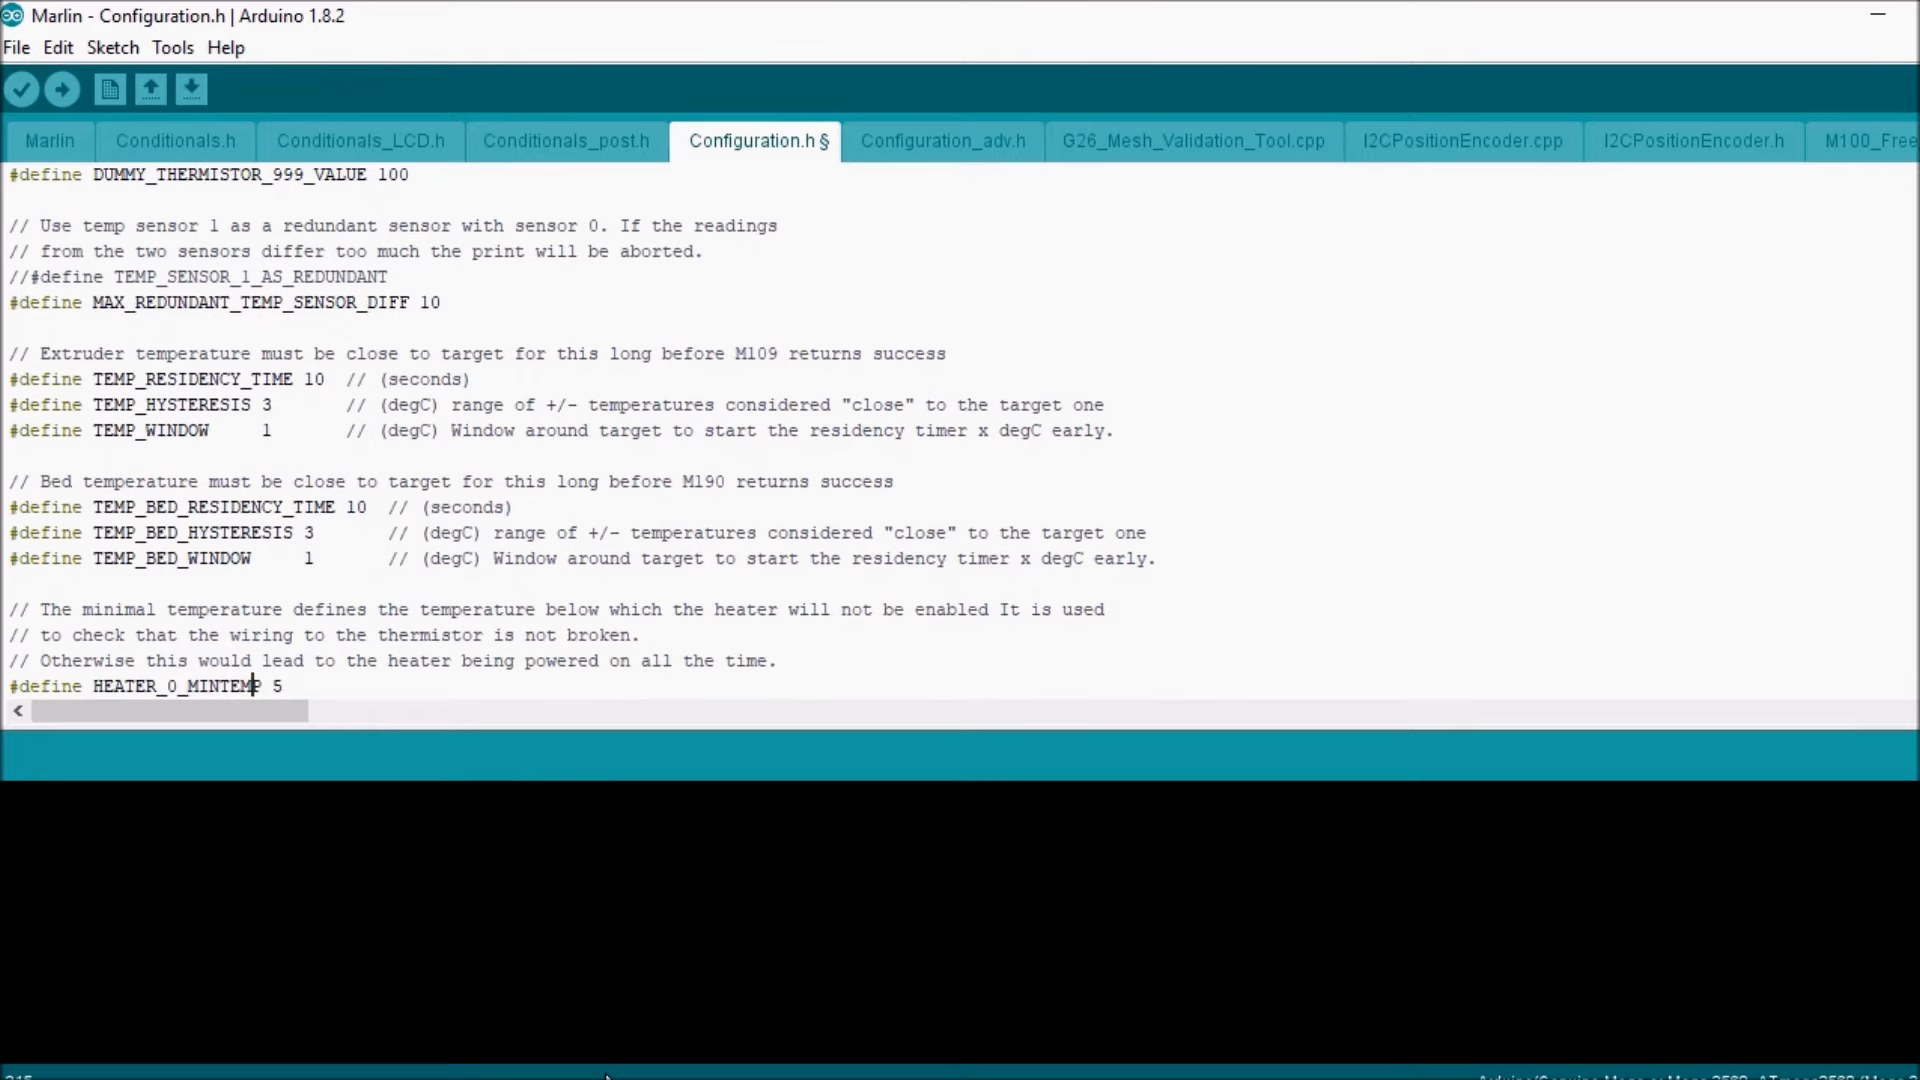 Marlin - Configuration.h | Arduino 1.8.2
File Edit Sketch Tools Help
Marlin Conditionals.h Conditionals_LCD.h Conditionals_post.h Configuration.h § Configuration_adv.h G26_Mesh_Validation_Tool.cpp I2CPositionEncoder.cpp I2CPositionEncoder.h M100_Free
#define DUMMY_THERMISTOR_999_VALUE 100
// Use temp sensor 1 as a redundant sensor with sensor 0. If the readings
// from the two sensors differ too much the print will be aborted.
//#define TEMP_SENSOR_1_AS_REDUNDANT
#define MAX_REDUNDANT_TEMP_SENSOR_DIFF 10
// Extruder temperature must be close to target for this long before M109 returns success
#define TEMP_RESIDENCY_TIME 10 // (seconds)
#define TEMP_HYSTERESIS 3 // (degC) range of +/- temperatures considered "close" to the target one
#define TEMP_WINDOW 1 // (degC) Window around target to start the residency timer x degC early.
// Bed temperature must be close to target for this long before M190 returns success
#define TEMP_BED_RESIDENCY_TIME 10 // (seconds)
#define TEMP_BED_HYSTERESIS 3 // (degC) range of +/- temperatures considered "close" to the target one
#define TEMP_BED_WINDOW 1 // (degC) Window around target to start the residency timer x degC early.
// The minimal temperature defines the temperature below which the heater will not be enabled It is used
// to check that the wiring to the thermistor is not broken.
// Otherwise this would lead to the heater being powered on all the time.
#define HEATER_0_MINTEMP 5